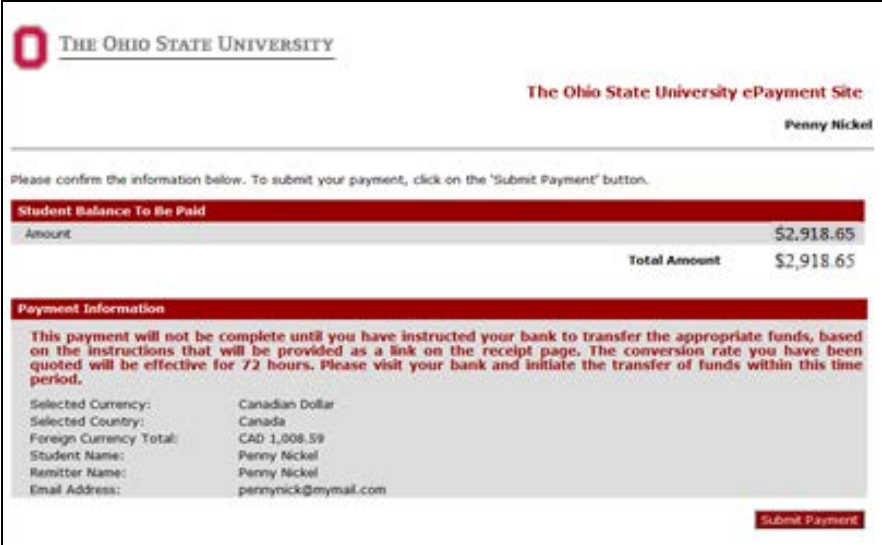 THE OHIO STATE UNIVERSITY
The Ohio State University ePayment Site
Penny Nickel
Please confirm the information below. To submit your payment, click on the 'Submit Payment' button.
Student Balance To Be Paid
Amount $2,918.65
Total Amount $2,918.65
Payment Information
This payment will not be complete until you have instructed your bank to transfer the appropriate funds, based
on the instructions that will be provided as a link on the receipt page. The conversion rate you have been
quoted will be effective for 72 hours. Please visit your bank and initiate the transfer of funds within this time
period.
Selected Currency: Canadian Dollar
Selected Country: Canada
Foreign Currency Total: CAD 1,008.59
Student Name: Penny Nickel
Remitter Name: Penny Nickel
Email Address: pennynick@mymail.com
Submit Payment